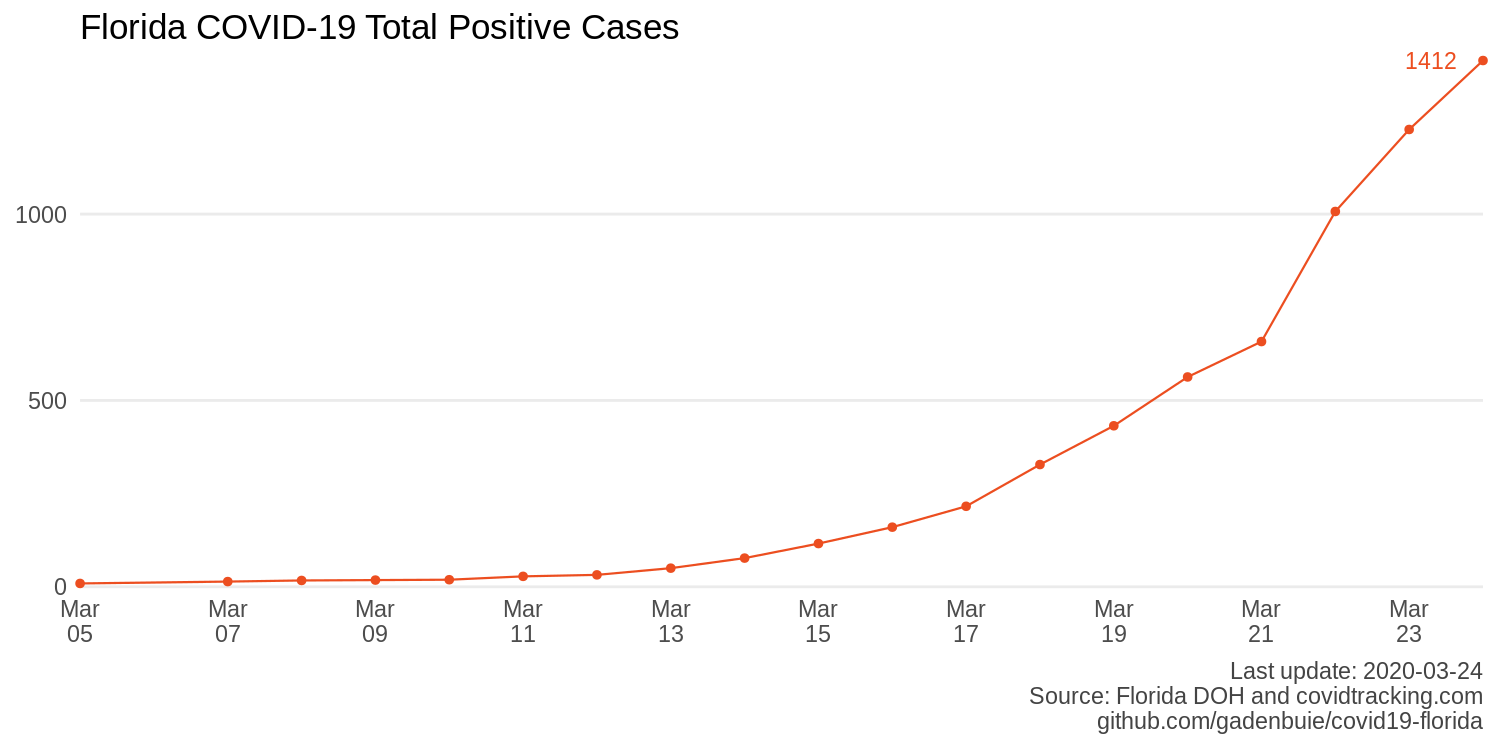 Florida COVID-19 Total Positive Cases
1412
1000
500
0
Mar Mar Mar Mar Mar Mar Mar Mar Mar Mar
05 07 09 11 13 15 17 19 21 23
Last update: 2020-03-24
Source: Florida DOH and covidtracking.com
github.com/gadenbuie/covid19-florida